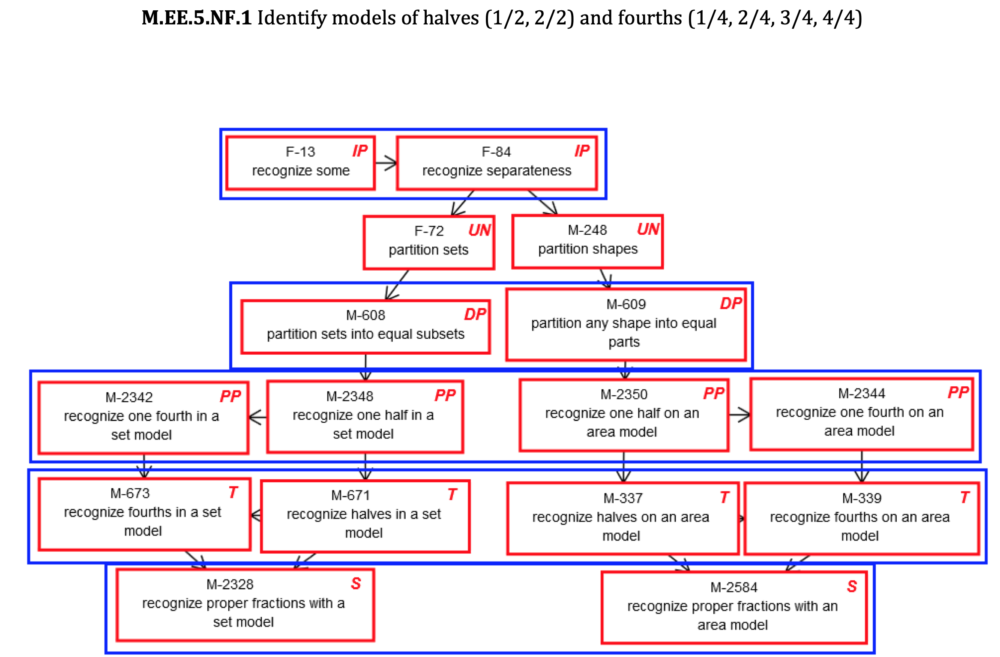 M.EE.5.NF.1 Identify models of halves (1/2, 2/2) and fourths (1/4, 2/4, 3/4, 4/4)
F-13 IP
recognize some
F-84 IP
recognize separateness
F-72 UN
partition sets
M-248 UN
partition shapes
M-608 DP
partition sets into equal subsets
M-609 DP
partition any shape into equal
parts
M-2342 PP
recognize one fourth in a
set model
M-2348 PP
recognize one half in a
set model
M-2350 PP
recognize one half on an
area model
M-2344 PP
recognize one fourth on an
area model
M-673 T
recognize fourths in a set
model
M-671 T
recognize halves in a set
model
M-337 T
recognize halves on an area
model
M-339 T
recognize fourths on an area
model
M-2328 S
recognize proper fractions with a
set model
M-2584 S
recognize proper fractions with an
area model